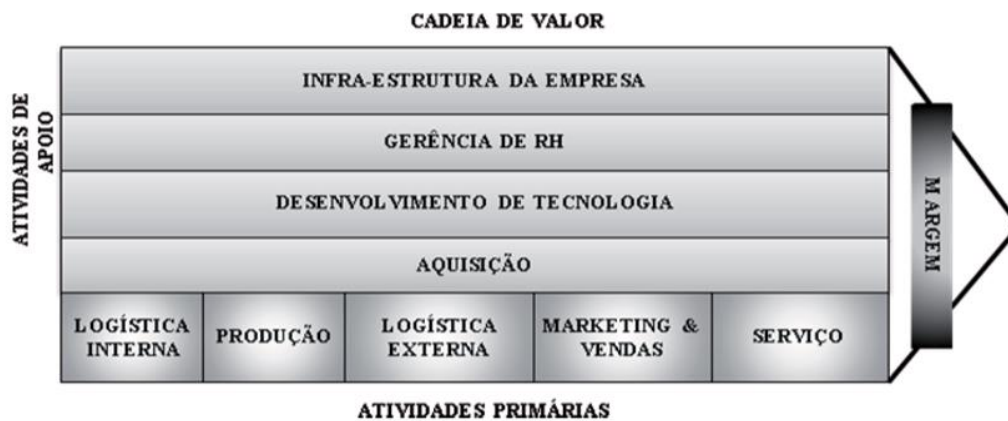 CADEIA DE VALOR
ATIVIDADES DE
APOIO
INFRA-ESTRUTURA DA EMPRESA
GERÊNCIA DE RH
DESENVOLVIMENTO DE TECNOLOGIA
AQUISIÇÃO
LOGÍSTICA
INTERNA
PRODUÇÃO
LOGÍSTICA
EXTERNA
MARKETING &
VENDAS
SERVIÇO
M ARGEM
ATIVIDADES PRIMÁRIAS